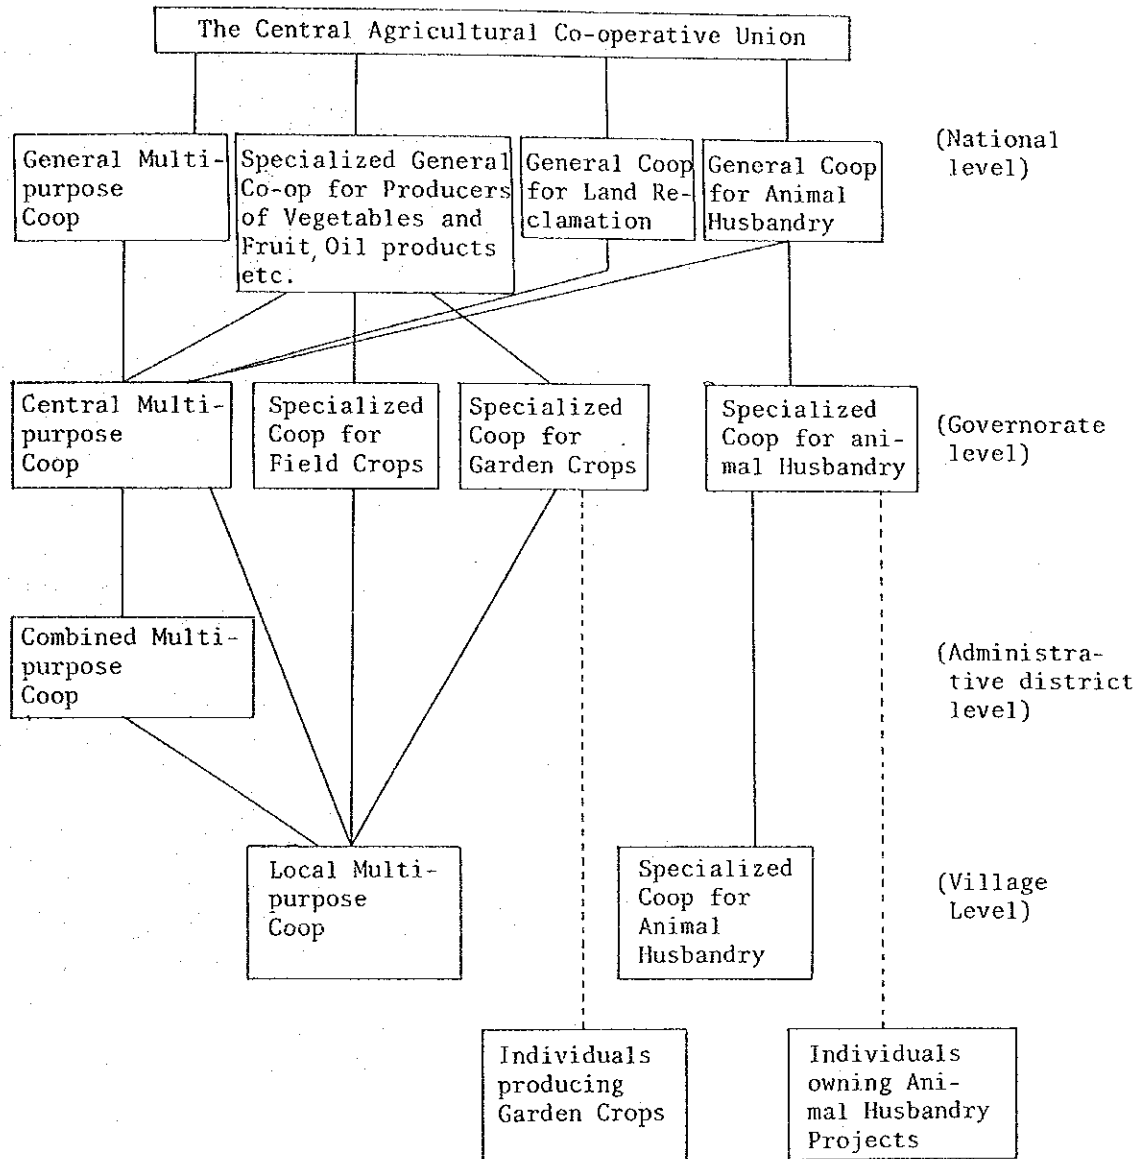 The Central Agricultural Co-operative Union
General Multi-
purpose
Coop
Specialized General
Co-op for Producers
of Vegetables and
Fruit, Oil products
etc.
General Coop
for Land Re-
clamation
General Coop
for Animal
Husbandry
(National
level)
Central Multi-
purpose
Coop
Specialized
Coop for
Field Crops
Specialized
Coop for
Garden Crops
Specialized
Coop for ani-
mal Husbandry
(Governorate
level)
Combined Multi-
purpose
Coop
(Administra-
tive district
level)
Local Multi-
purpose
Coop
Specialized
Coop for
Animal
Husbandry
(Village
Level)
Individuals
producing
Garden Crops
Individuals
owning Ani-
mal Husbandry
Projects